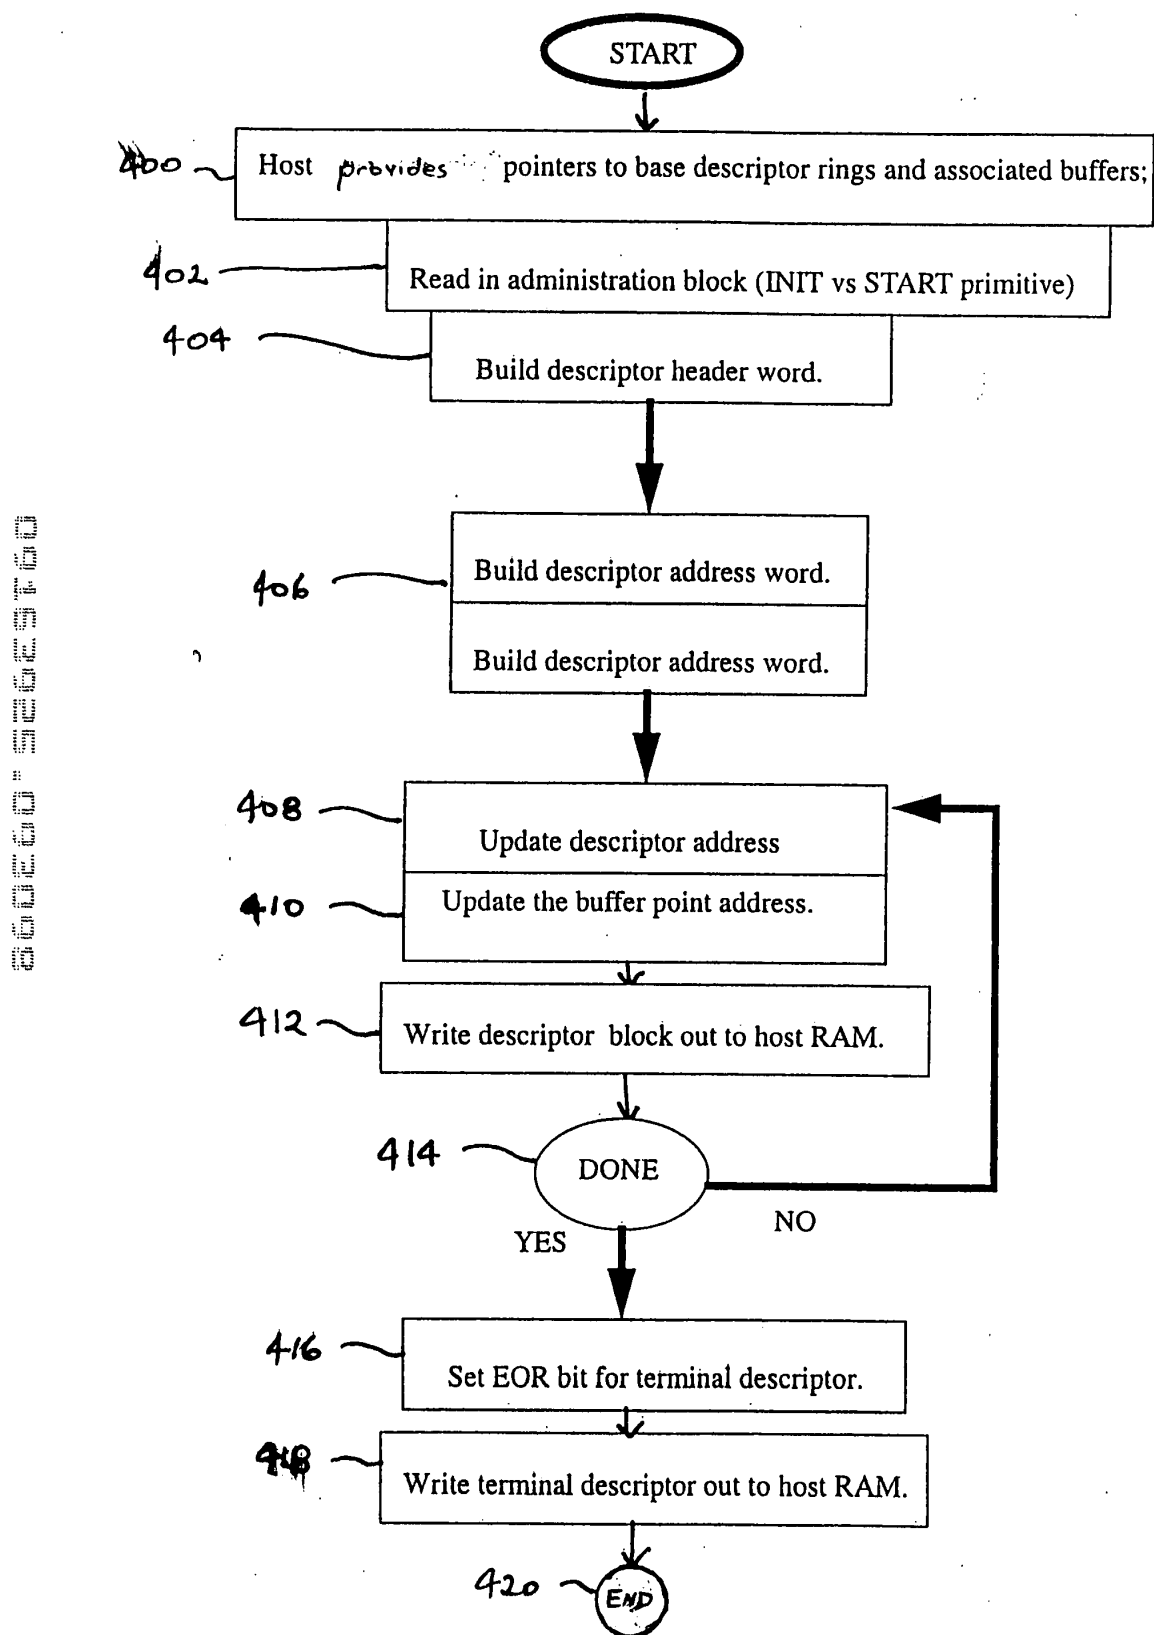 START
400
Host provides pointers to base descriptor rings and associated buffers;
402
Read in administration block (INIT vs START primitive)
404
Build descriptor header word.
406
Build descriptor address word.
Build descriptor address word.
408
Update descriptor address
410
Update the buffer point address.
412
Write descriptor block out to host RAM.
414
DONE
NO
YES
416
Set EOR bit for terminal descriptor.
418
Write terminal descriptor out to host RAM.
420
END
09153925.093098